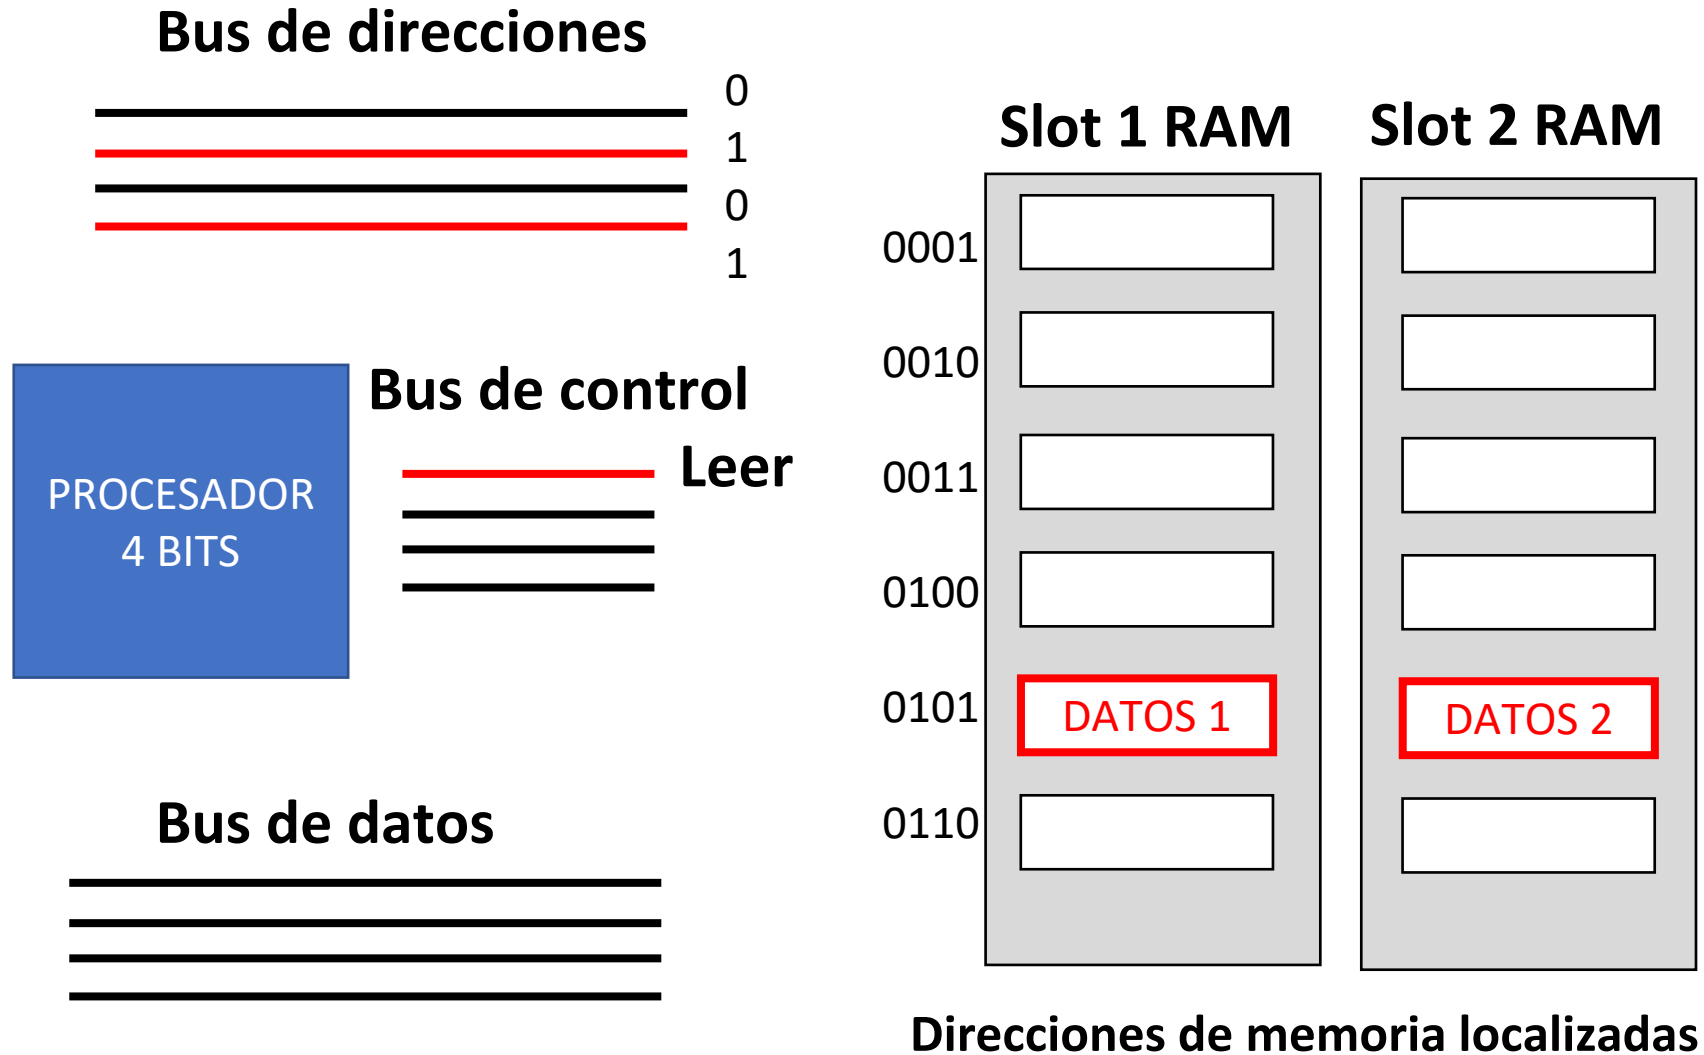 Bus de direcciones
0
1
0
1
PROCESADOR
4 BITS
Bus de control
Leer
Bus de datos
Slot 1 RAM
Slot 2 RAM
0001
0010
0011
0100
0101
DATOS 1
DATOS 2
0110
Direcciones de memoria localizadas